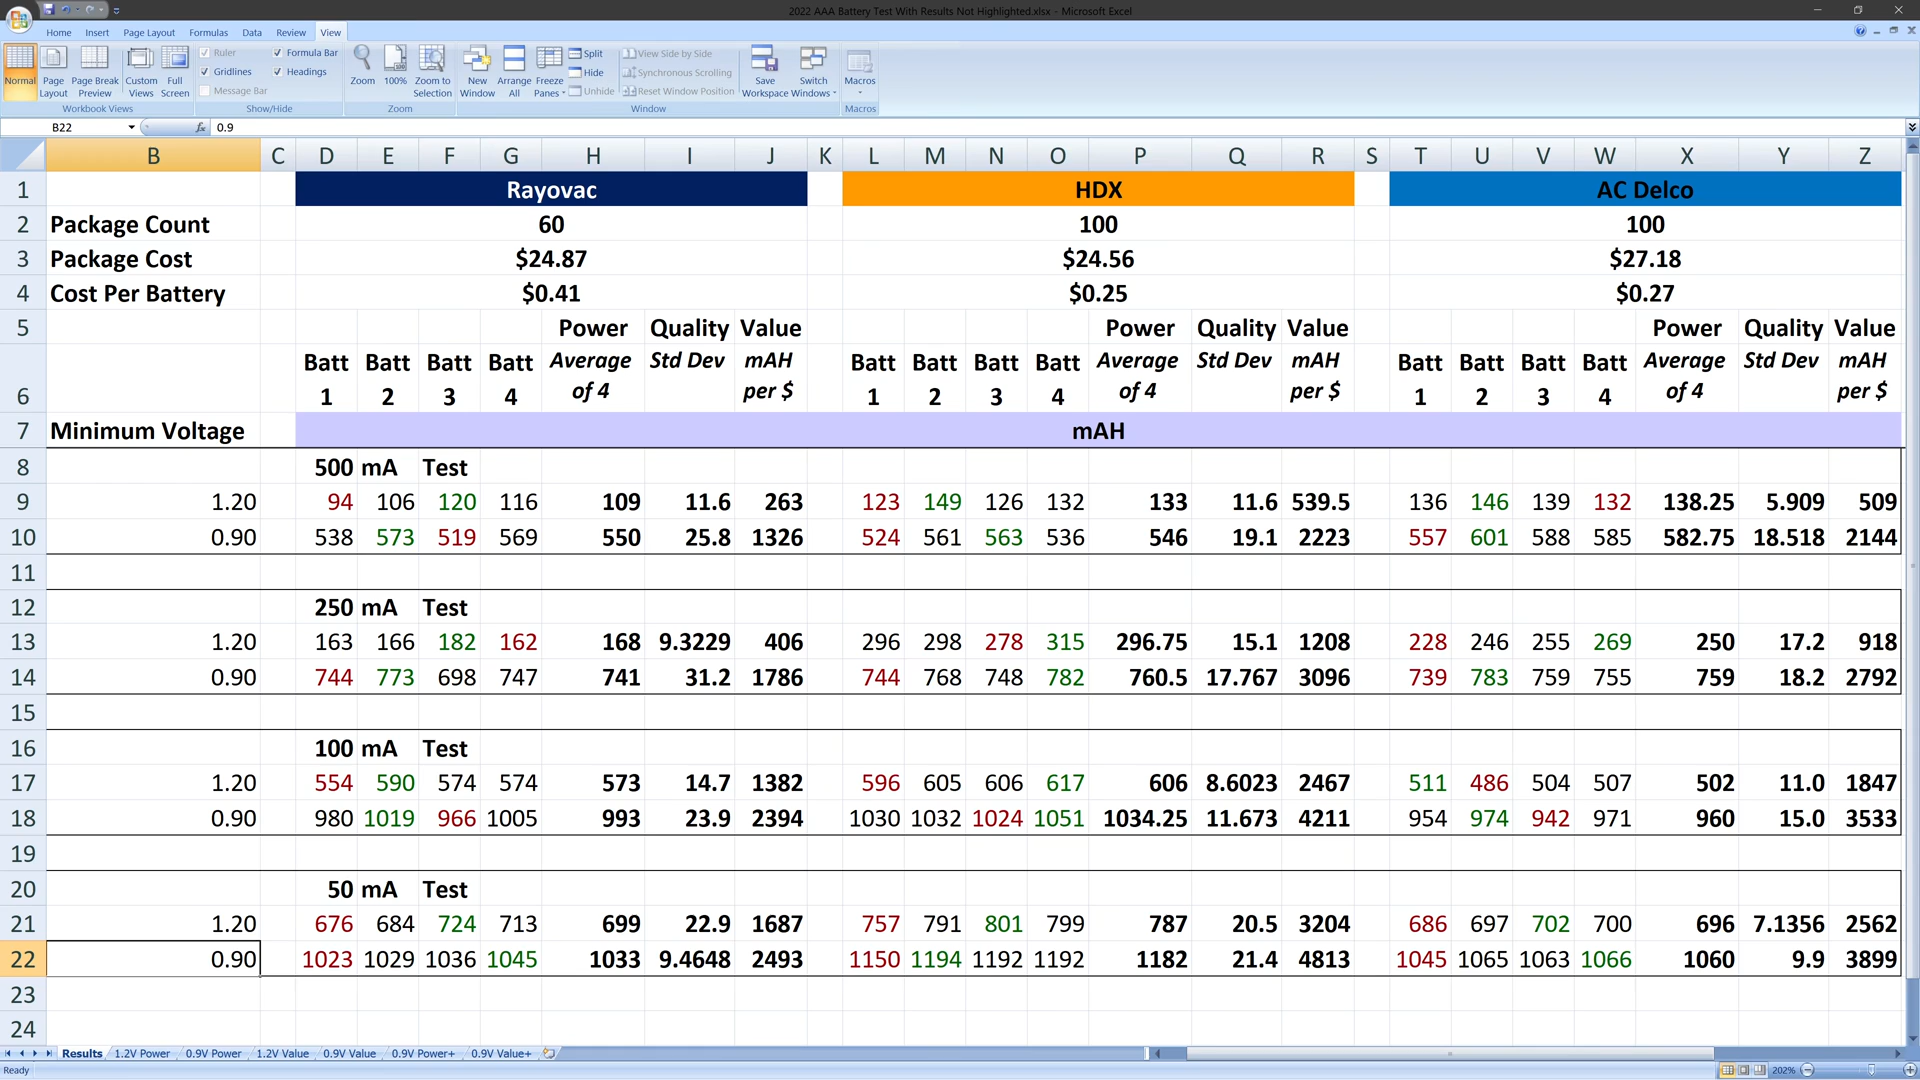 2022 AAA Battery Test With Results Not Highlighted.xlsx - Microsoft Excel
Home Insert Page Layout Formulas Data Review View
Ruler Formula Bar
Gridlines Headings
Message Bar
Normal Page Layout Page Break Preview Custom Views Full Screen
Zoom 100% Zoom to Selection
New Window Arrange All Freeze Panes
Split View Side by Side
Hide Synchronous Scrolling
Unhide Reset Window Position
Save Workspace Switch Windows Macros
Workbook Views Show/Hide Zoom Window Macros
B22 fx 0.9
B C D E F G H I J K L M N O P Q R S T U V W X Y Z
1 Rayovac HDX AC Delco
2 Package Count 60 100 100
3 Package Cost $24.87 $24.56 $27.18
4 Cost Per Battery $0.41 $0.25 $0.27
5 Power Quality Value Power Quality Value Power Quality Value
6 Batt 1 Batt 2 Batt 3 Batt 4 Average of 4 Std Dev mAH per $ Batt 1 Batt 2 Batt 3 Batt 4 Average of 4 Std Dev mAH per $ Batt 1 Batt 2 Batt 3 Batt 4 Average of 4 Std Dev mAH per $
7 Minimum Voltage mAH
8 500 mA Test
9 1.20 94 106 120 116 109 11.6 263 123 149 126 132 133 11.6 539.5 136 146 139 132 138.25 5.909 509
10 0.90 538 573 519 569 550 25.8 1326 524 561 563 536 546 19.1 2223 557 601 588 585 582.75 18.518 2144
11
12 250 mA Test
13 1.20 163 166 182 162 168 9.3229 406 296 298 278 315 296.75 15.1 1208 228 246 255 269 250 17.2 918
14 0.90 744 773 698 747 741 31.2 1786 744 768 748 782 760.5 17.767 3096 739 783 759 755 759 18.2 2792
15
16 100 mA Test
17 1.20 554 590 574 574 573 14.7 1382 596 605 606 617 606 8.6023 2467 511 486 504 507 502 11.0 1847
18 0.90 980 1019 966 1005 993 23.9 2394 1030 1032 1024 1051 1034.25 11.673 4211 954 974 942 971 960 15.0 3533
19
20 50 mA Test
21 1.20 676 684 724 713 699 22.9 1687 757 791 801 799 787 20.5 3204 686 697 702 700 696 7.1356 2562
22 0.90 1023 1029 1036 1045 1033 9.4648 2493 1150 1194 1192 1192 1182 21.4 4813 1045 1065 1063 1066 1060 9.9 3899
23
24
Results 1.2V Power 0.9V Power 1.2V Value 0.9V Value 0.9V Power+ 0.9V Value+
Ready 202%